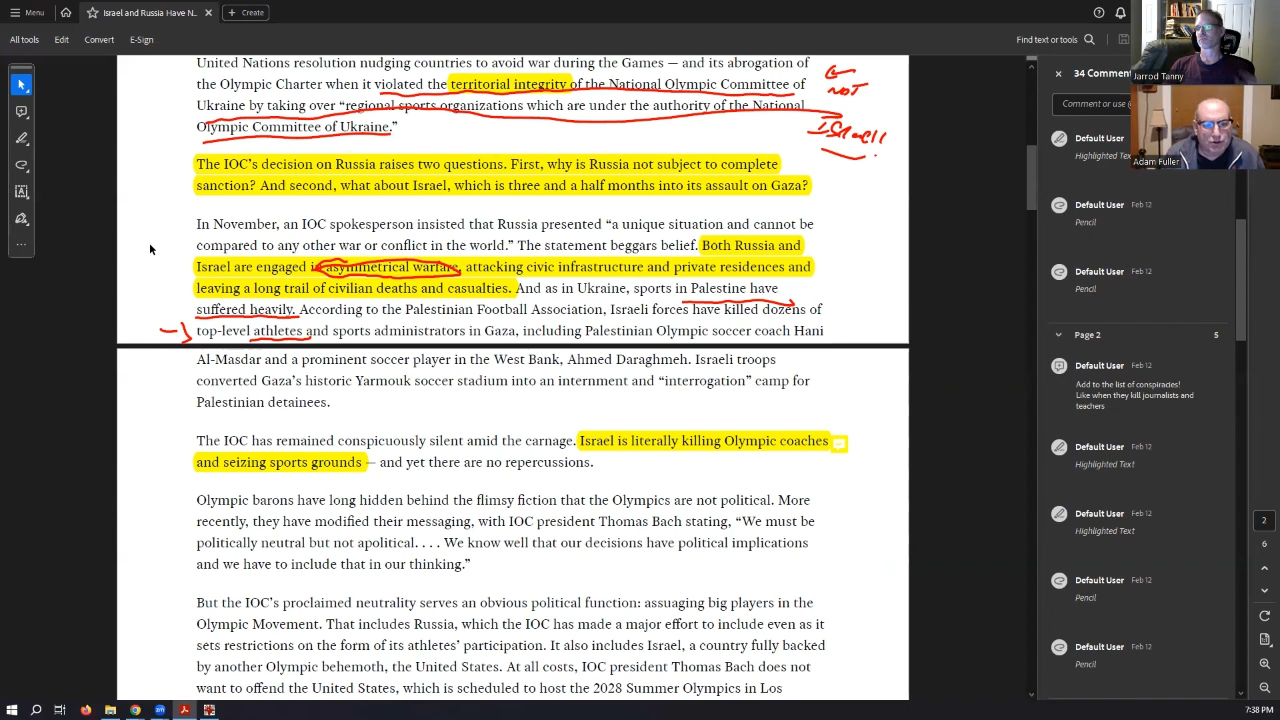 Menu
Israel and Russia Have N...
Create
All tools
Edit
Convert
E-Sign
Find text or tools
United Nations resolution nudging countries to avoid war during the Games — and its abrogation of
the Olympic Charter when it violated the territorial integrity of the National Olympic Committee of
Ukraine by taking over “regional sports organizations which are under the authority of the National
Olympic Committee of Ukraine.”
NOT
ISRAEL!!
The IOC’s decision on Russia raises two questions. First, why is Russia not subject to complete
sanction? And second, what about Israel, which is three and a half months into its assault on Gaza?
In November, an IOC spokesperson insisted that Russia presented “a unique situation and cannot be
compared to any other war or conflict in the world.” The statement beggars belief. Both Russia and
Israel are engaged in asymmetrical warfare, attacking civic infrastructure and private residences and
leaving a long trail of civilian deaths and casualties. And as in Ukraine, sports in Palestine have
suffered heavily. According to the Palestinian Football Association, Israeli forces have killed dozens of
top-level athletes and sports administrators in Gaza, including Palestinian Olympic soccer coach Hani
Al-Masdar and a prominent soccer player in the West Bank, Ahmed Daraghmeh. Israeli troops
converted Gaza’s historic Yarmouk soccer stadium into an internment and “interrogation” camp for
Palestinian detainees.
The IOC has remained conspicuously silent amid the carnage. Israel is literally killing Olympic coaches
and seizing sports grounds — and yet there are no repercussions.
Olympic barons have long hidden behind the flimsy fiction that the Olympics are not political. More
recently, they have modified their messaging, with IOC president Thomas Bach stating, “We must be
politically neutral but not apolitical. . . . We know well that our decisions have political implications
and we have to include that in our thinking.”
But the IOC’s proclaimed neutrality serves an obvious political function: assuaging big players in the
Olympic Movement. That includes Russia, which the IOC has made a major effort to include even as it
sets restrictions on the form of its athletes’ participation. It also includes Israel, a country fully backed
by another Olympic behemoth, the United States. At all costs, IOC president Thomas Bach does not
want to offend the United States, which is scheduled to host the 2028 Summer Olympics in Los
34 Comment
Comment or use @
Default User Feb 12
Highlighted Text
Default User Feb 12
Pencil
Default User Feb 12
Pencil
Page 2 5
Default User Feb 12
Add to the list of conspiracies!
Like when they kill journalists and
teachers
Default User Feb 12
Highlighted Text
Default User Feb 12
Highlighted Text
Default User Feb 12
Pencil
Default User Feb 12
Pencil
2
6
Jarrod Tanny
Adam Fuller
7:38 PM